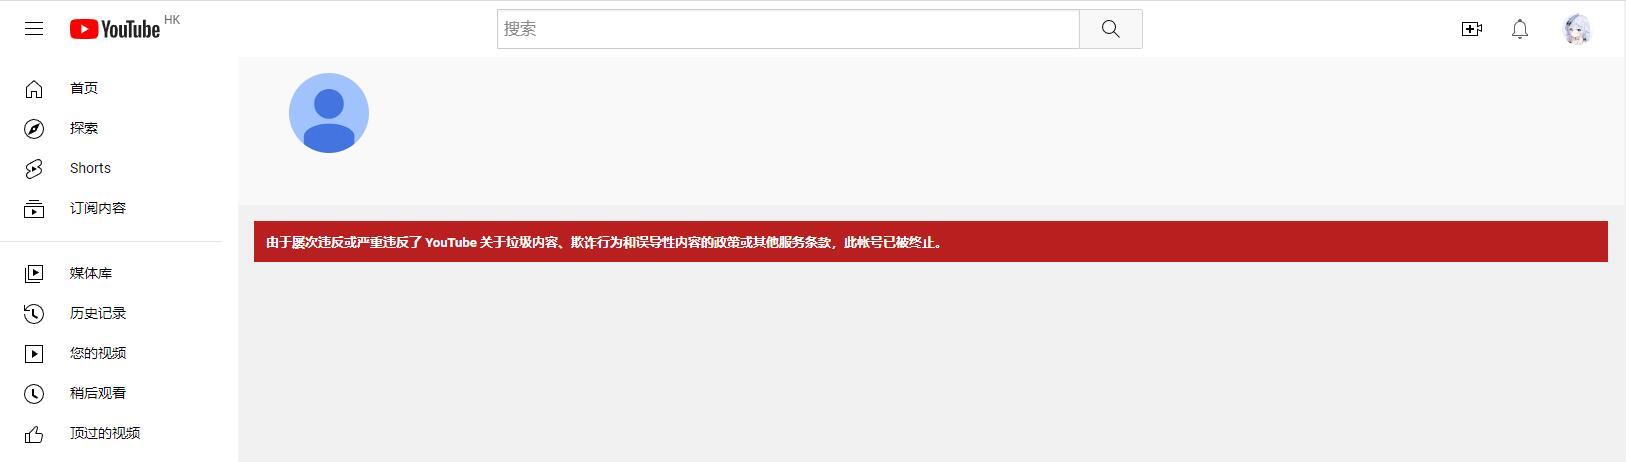 YouTube HK
搜索
首页
探索
Shorts
订阅内容
媒体库
历史记录
您的视频
稍后观看
顶过的视频
由于屡次违反或严重违反了 YouTube 关于垃圾内容、欺诈行为和误导性内容的政策或其他服务条款，此帐号已被终止。